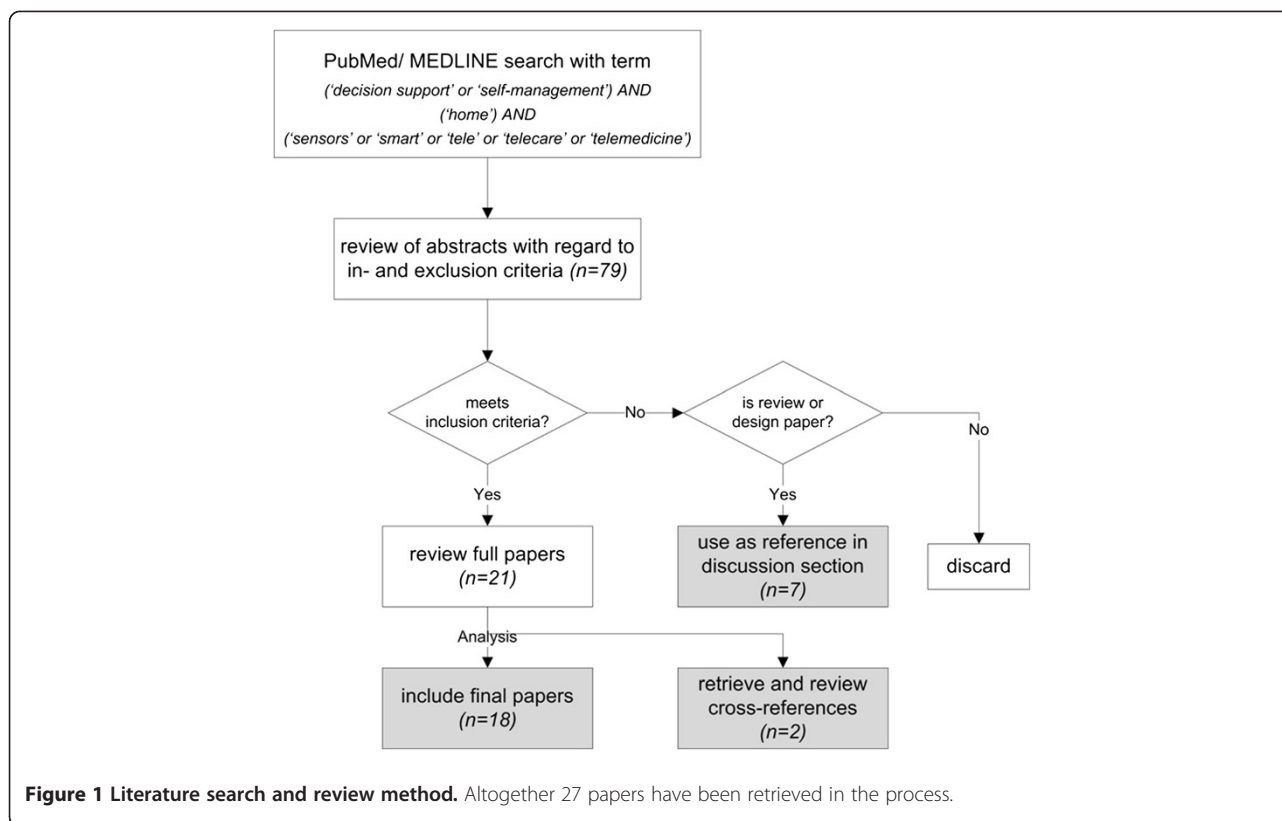 PubMed/ MEDLINE search with term
(‘decision support’ or ‘self-management’) AND
(‘home’) AND
(‘sensors’ or ‘smart’ or ‘tele’ or ‘telecare’ or ‘telemedicine’)
review of abstracts with regard to
in- and exclusion criteria (n=79)
meets
inclusion criteria?
No
is review or
design paper?
No
Yes
Yes
review full papers
(n=21)
use as reference in
discussion section
(n=7)
discard
Analysis
include final papers
(n=18)
retrieve and review
cross-references
(n=2)
Figure 1 Literature search and review method. Altogether 27 papers have been retrieved in the process.